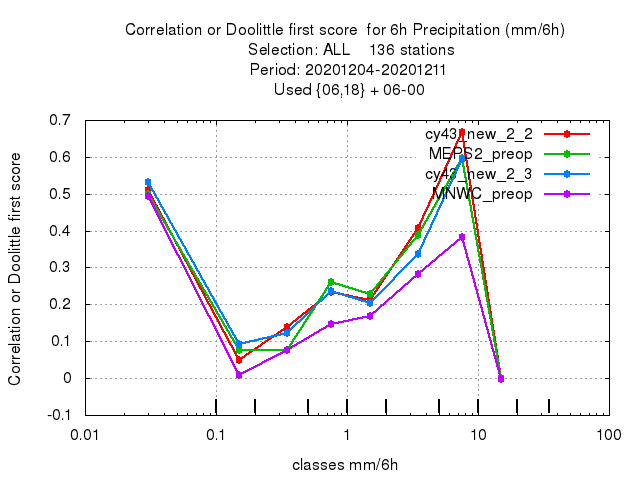 Correlation or Doolittle first score  for 6h Precipitation (mm/6h)
Selection: ALL    136 stations
Period: 20201204-20201211
Used {06,18} + 06-00
cy43_new_2_2
MEPS2_preop
cy43_new_2_3
MNWC_preop
Correlation or Doolittle first score
0.7
0.6
0.5
0.4
0.3
0.2
0.1
0
-0.1
0.01
0.1
1
10
100
classes mm/6h